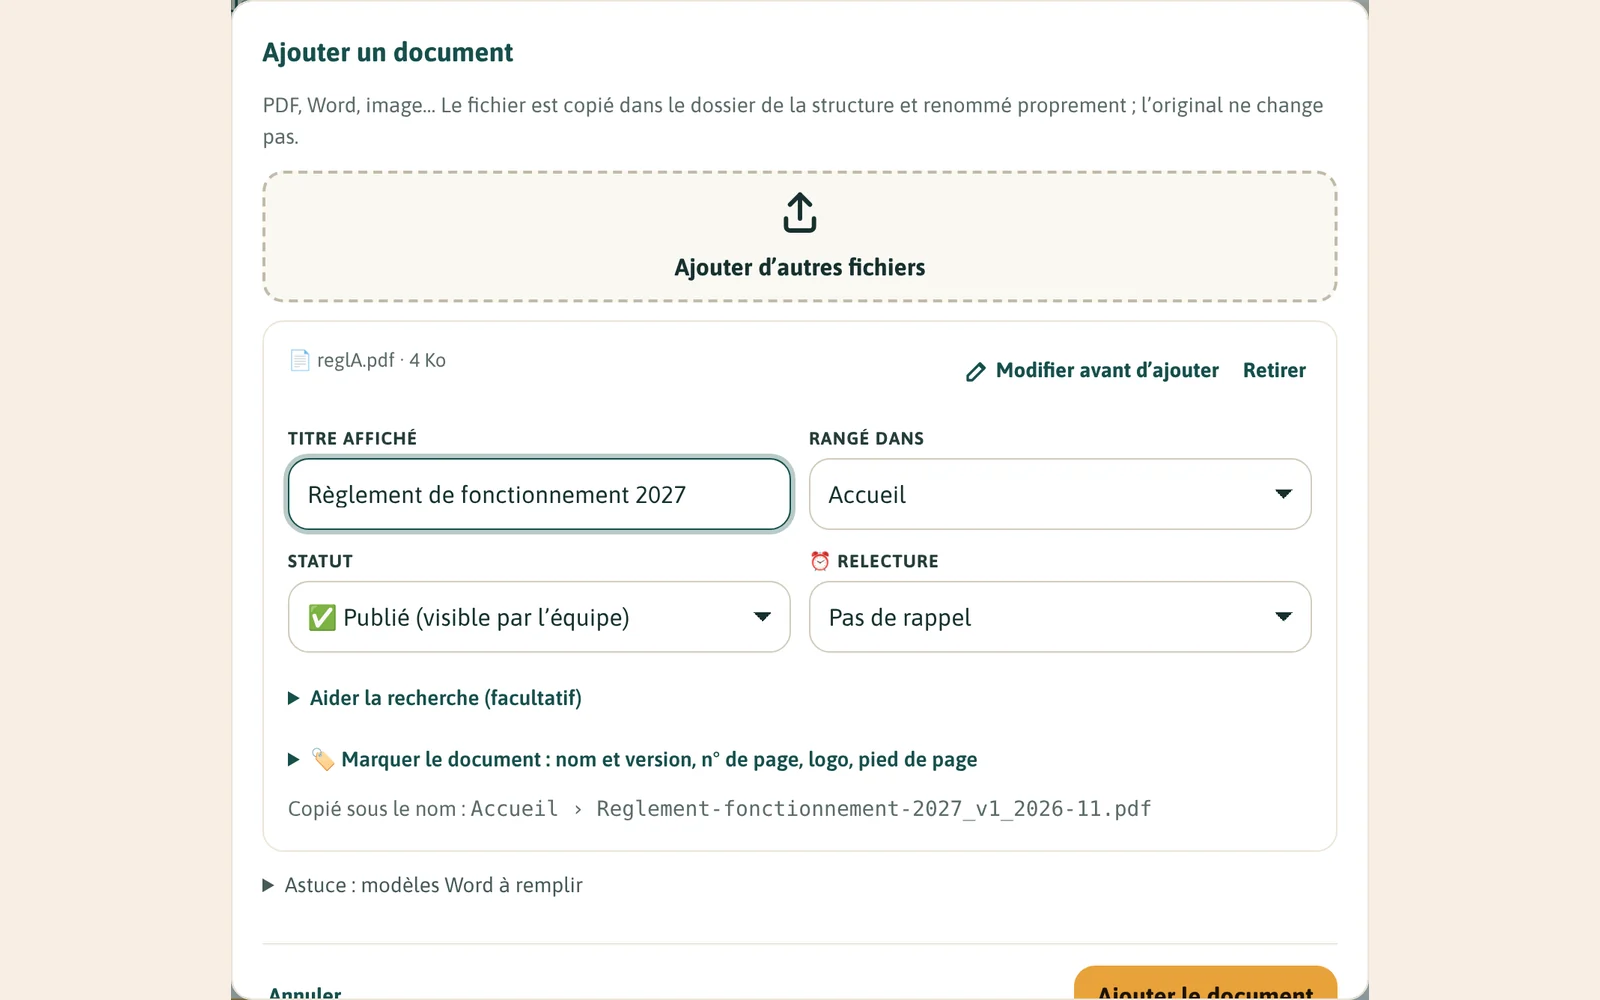 Ajouter un document
PDF, Word, image… Le fichier est copié dans le dossier de la structure et renommé proprement ; l’original ne change
pas.
Ajouter d’autres fichiers
reglA.pdf · 4 Ko
Modifier avant d’ajouter
Retirer
TITRE AFFICHÉ
RANGÉ DANS
Règlement de fonctionnement 2027
Accueil
STATUT
⏰ RELECTURE
✅ Publié (visible par l’équipe)
Pas de rappel
Aider la recherche (facultatif)
🏷️ Marquer le document : nom et version, n° de page, logo, pied de page
Copié sous le nom : Accueil › Reglement-fonctionnement-2027_v1_2026-11.pdf
Astuce : modèles Word à remplir
Annuler
Ajouter le document